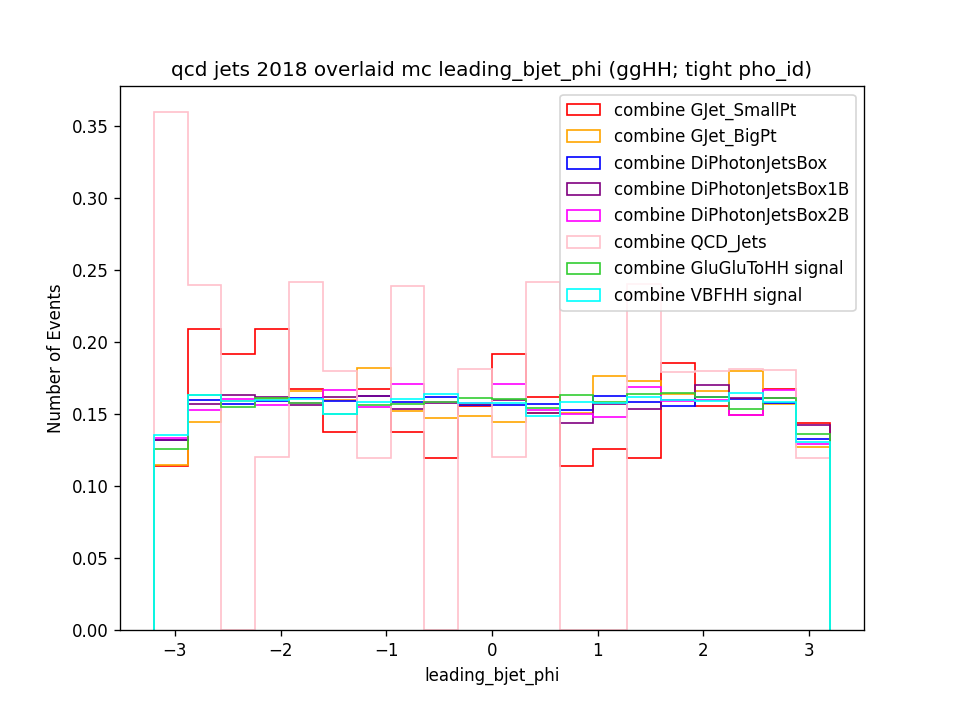 qcd jets 2018 overlaid mc leading_bjet_phi (ggHH; tight pho_id)
combine GJet_SmallPt
combine GJet_BigPt
combine DiPhotonJetsBox
combine DiPhotonJetsBox1B
combine DiPhotonJetsBox2B
combine QCD_Jets
combine GluGluToHH signal
combine VBFHH signal
Number of Events
0.35
0.30
0.25
0.20
0.15
0.10
0.05
0.00
−3 −2 −1 0 1 2 3
leading_bjet_phi